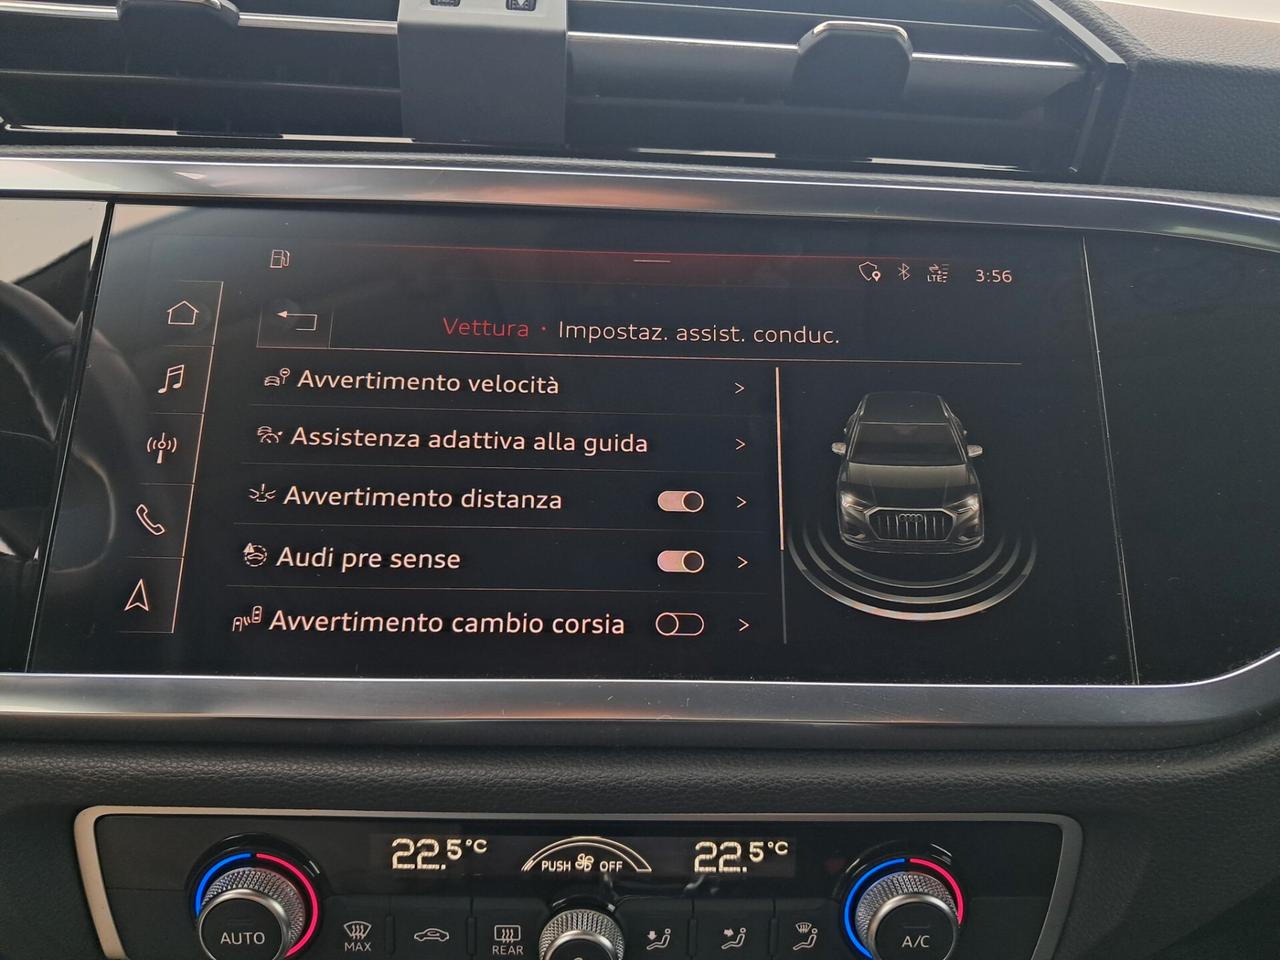 LTE
3:56
Vettura · Impostaz. assist. conduc.
Avvertimento velocità
Assistenza adattiva alla guida
Avvertimento distanza
Audi pre sense
Avvertimento cambio corsia
22.5°C
PUSH OFF
22.5°C
AUTO
MAX
REAR
A/C